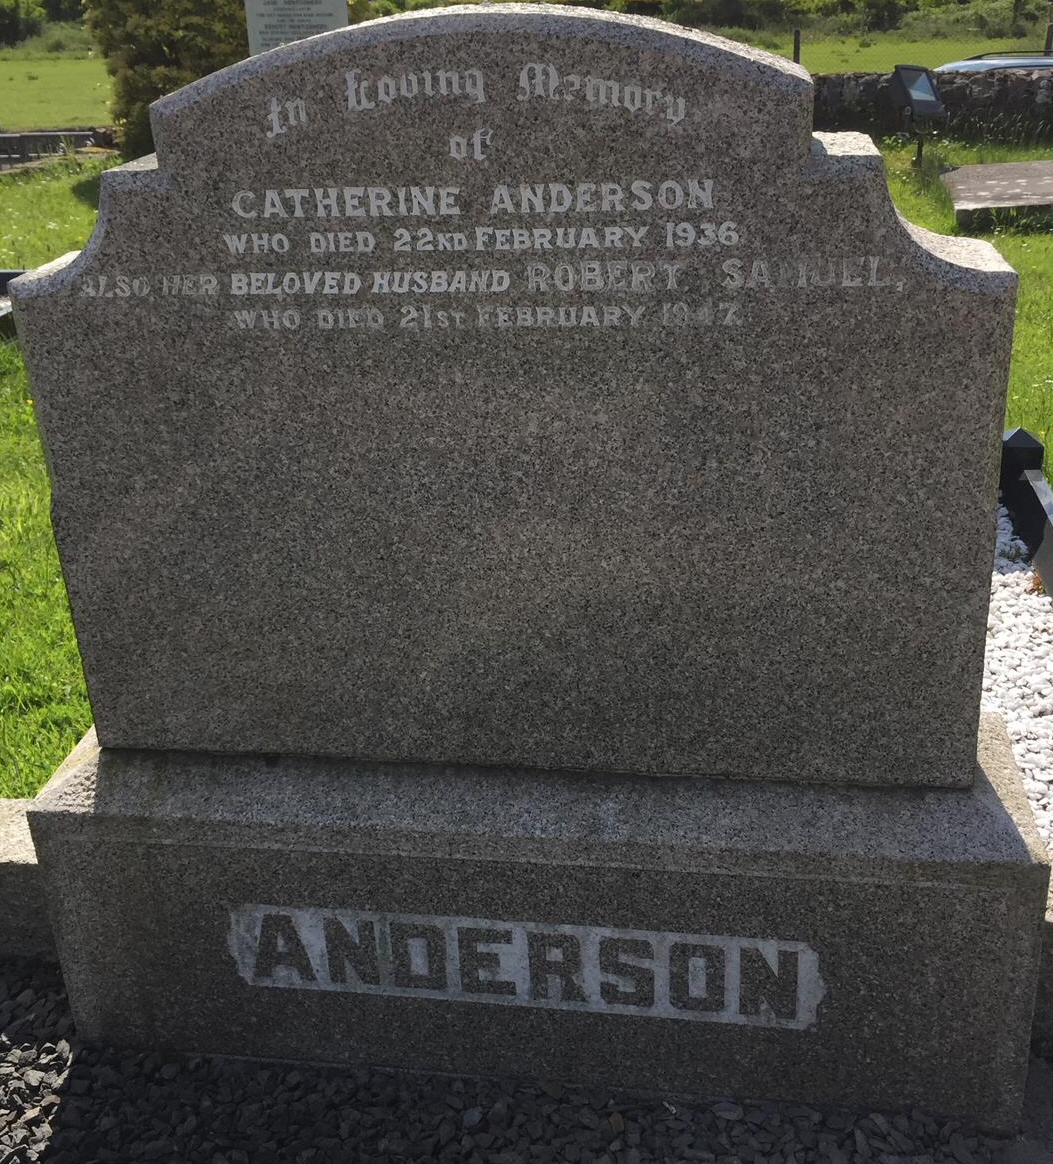 In Loving Memory
of
CATHERINE ANDERSON
WHO DIED 22ND FEBRUARY 1936
ALSO, HER BELOVED HUSBAND ROBERT SAMUEL,
WHO DIED 21ST FEBRUARY 1947.
ANDERSON